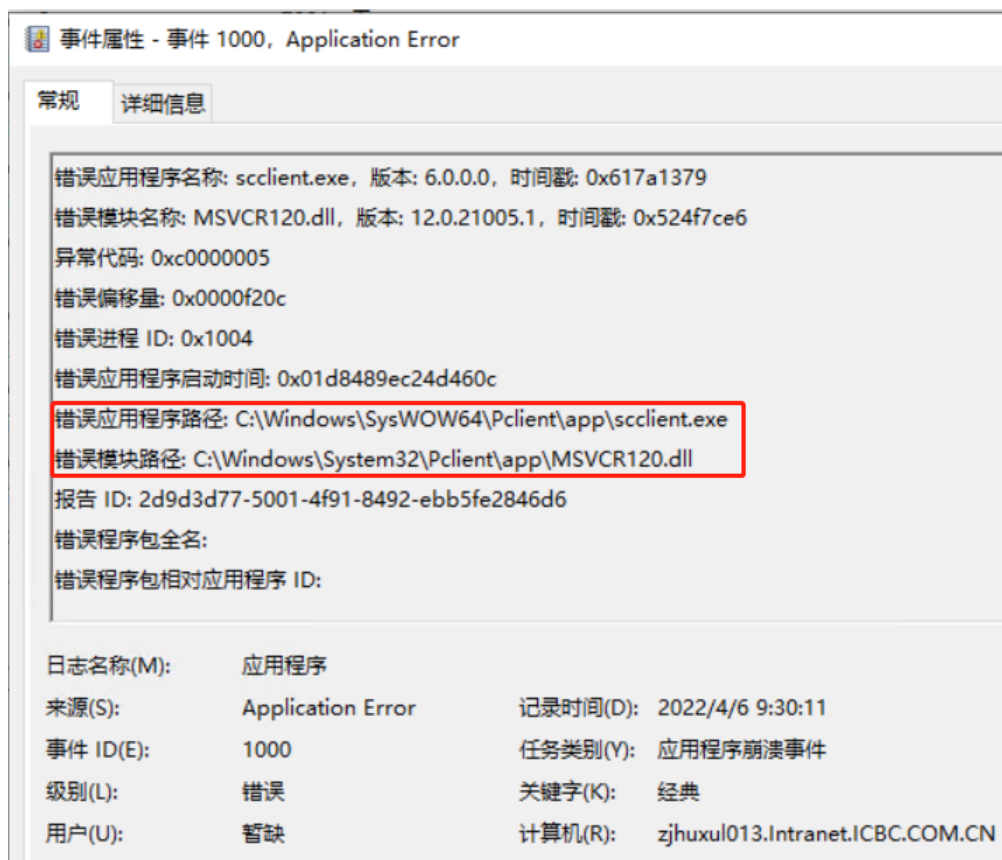 事件属性 - 事件 1000，Application Error
常规
详细信息
错误应用程序名称: scclient.exe，版本: 6.0.0.0，时间戳: 0x617a1379
错误模块名称: MSVCR120.dll，版本: 12.0.21005.1，时间戳: 0x524f7ce6
异常代码: 0xc0000005
错误偏移量: 0x0000f20c
错误进程 ID: 0x1004
错误应用程序启动时间: 0x01d8489ec24d460c
错误应用程序路径: C:\Windows\SysWOW64\Pclient\app\scclient.exe
错误模块路径: C:\Windows\System32\Pclient\app\MSVCR120.dll
报告 ID: 2d9d3d77-5001-4f91-8492-ebb5fe2846d6
错误程序包全名:
错误程序包相对应用程序 ID:
日志名称(M): 应用程序
来源(S): Application Error 记录时间(D): 2022/4/6 9:30:11
事件 ID(E): 1000 任务类别(Y): 应用程序崩溃事件
级别(L): 错误 关键字(K): 经典
用户(U): 暂缺 计算机(R): zjhuxul013.Intranet.ICBC.COM.CN